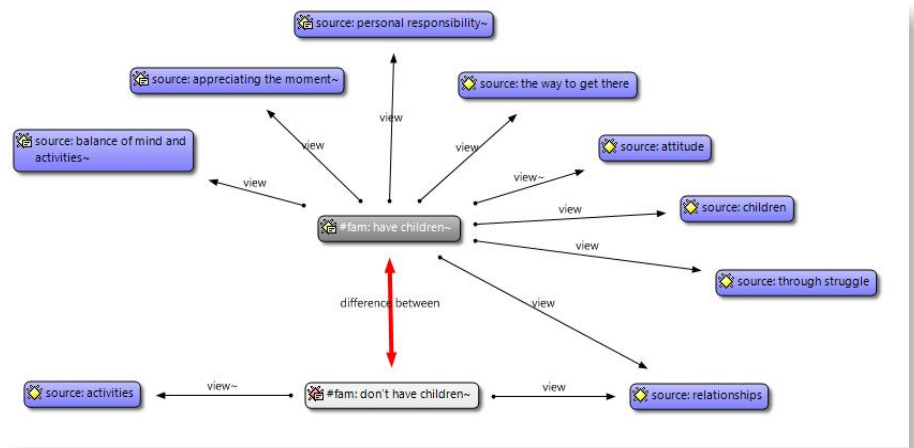 source: personal responsibility~
source: appreciating the moment~
source: the way to get there
view
source: balance of mind and
activities~
view
view
source: attitude
view
view~
source: children
view
#fam: have children~
view
source: through struggle
difference between
view
source: activities
view~
#fam: don't have children~
view
source: relationships